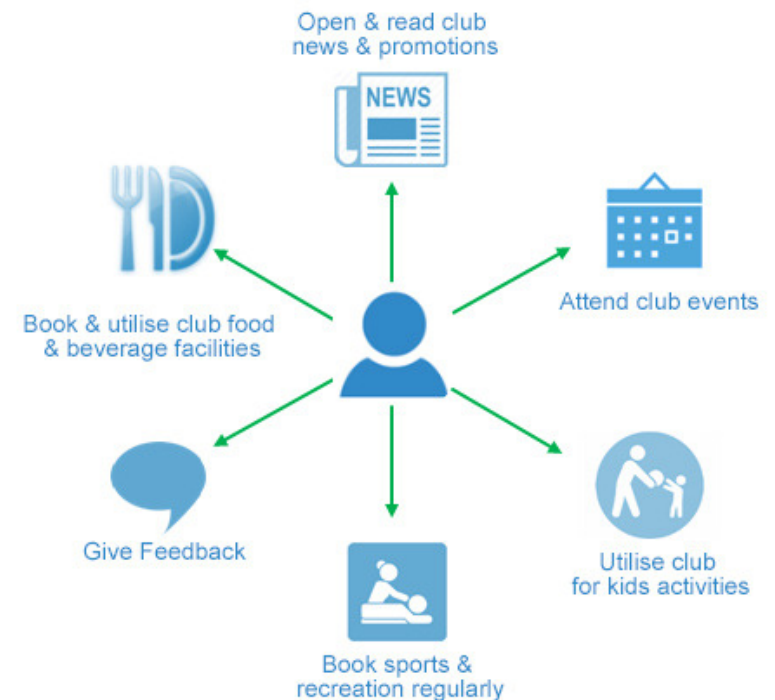 Open & read club
news & promotions
NEWS
Attend club events
Book & utilise club food
& beverage facilities
Give Feedback
Utilise club
for kids activities
Book sports &
recreation regularly